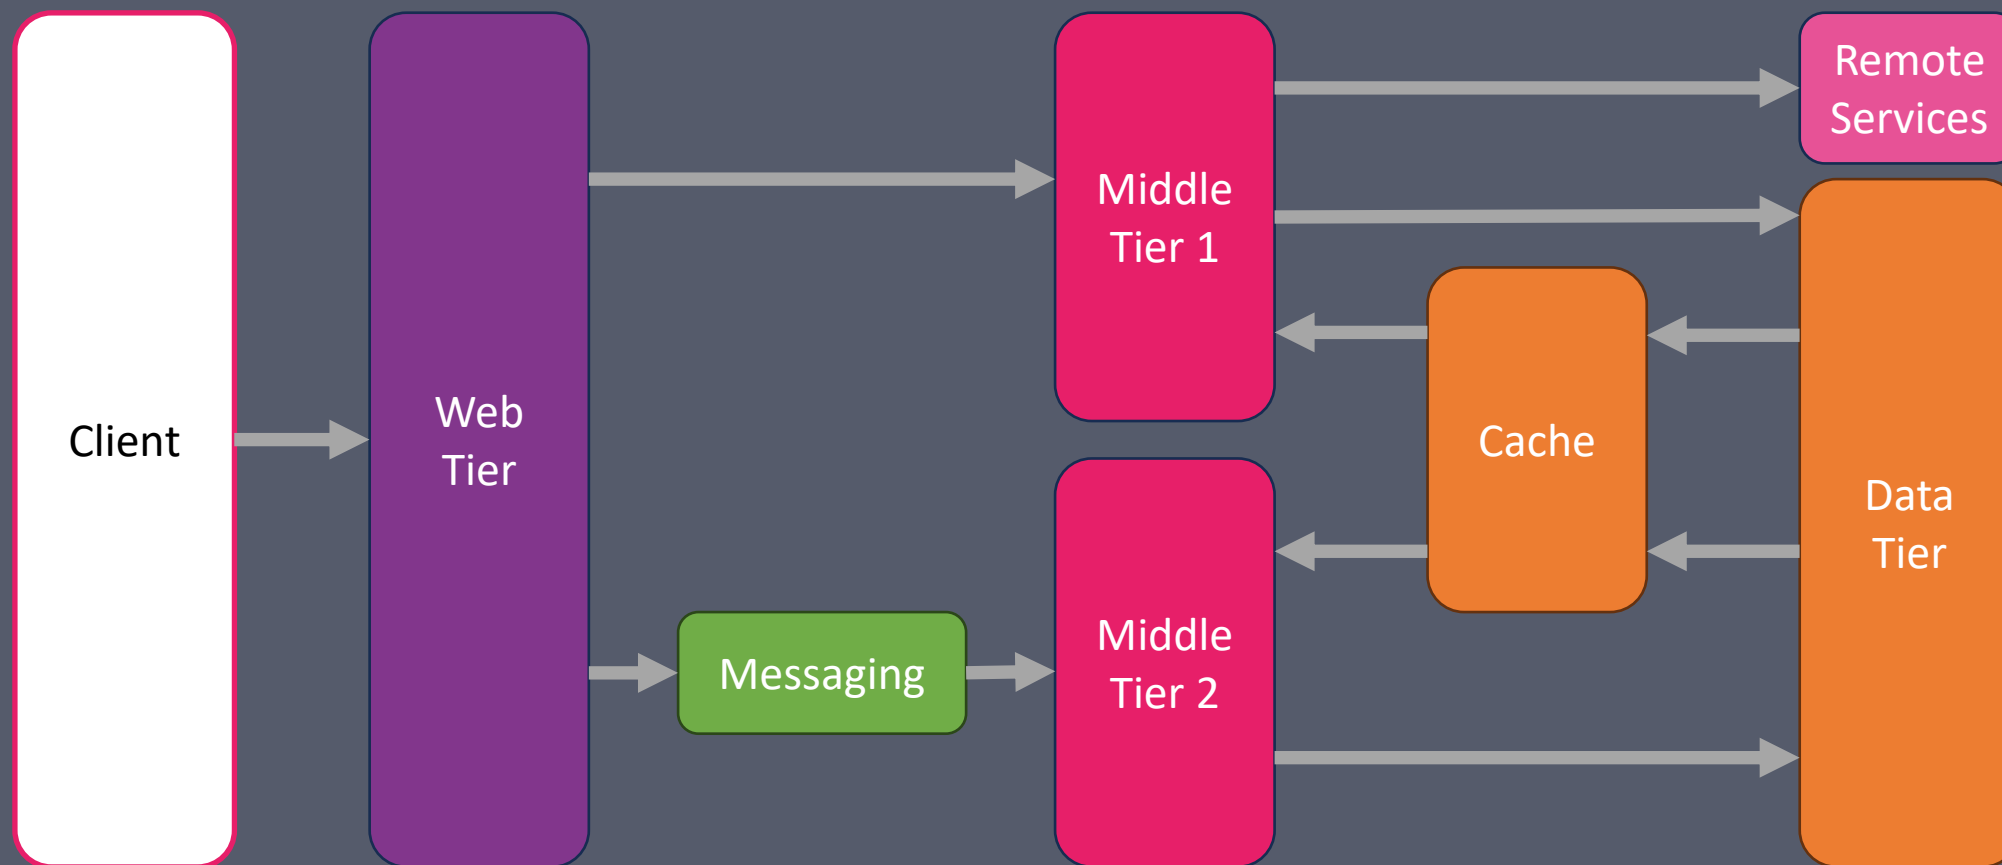 Client
Web
Tier
Messaging
Middle
Tier 1
Middle
Tier 2
Cache
Remote
Services
Data
Tier